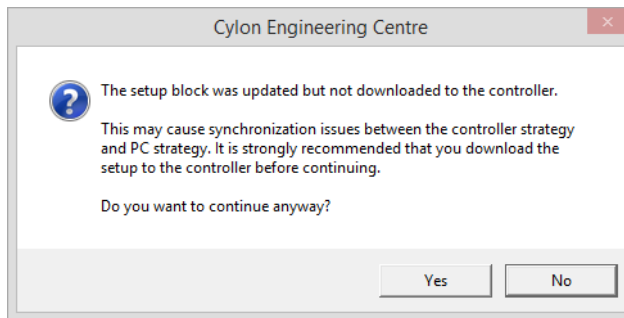 Cylon Engineering Centre
The setup block was updated but not downloaded to the controller.
This may cause synchronization issues between the controller strategy
and PC strategy. It is strongly recommended that you download the
setup to the controller before continuing.
Do you want to continue anyway?
Yes
No